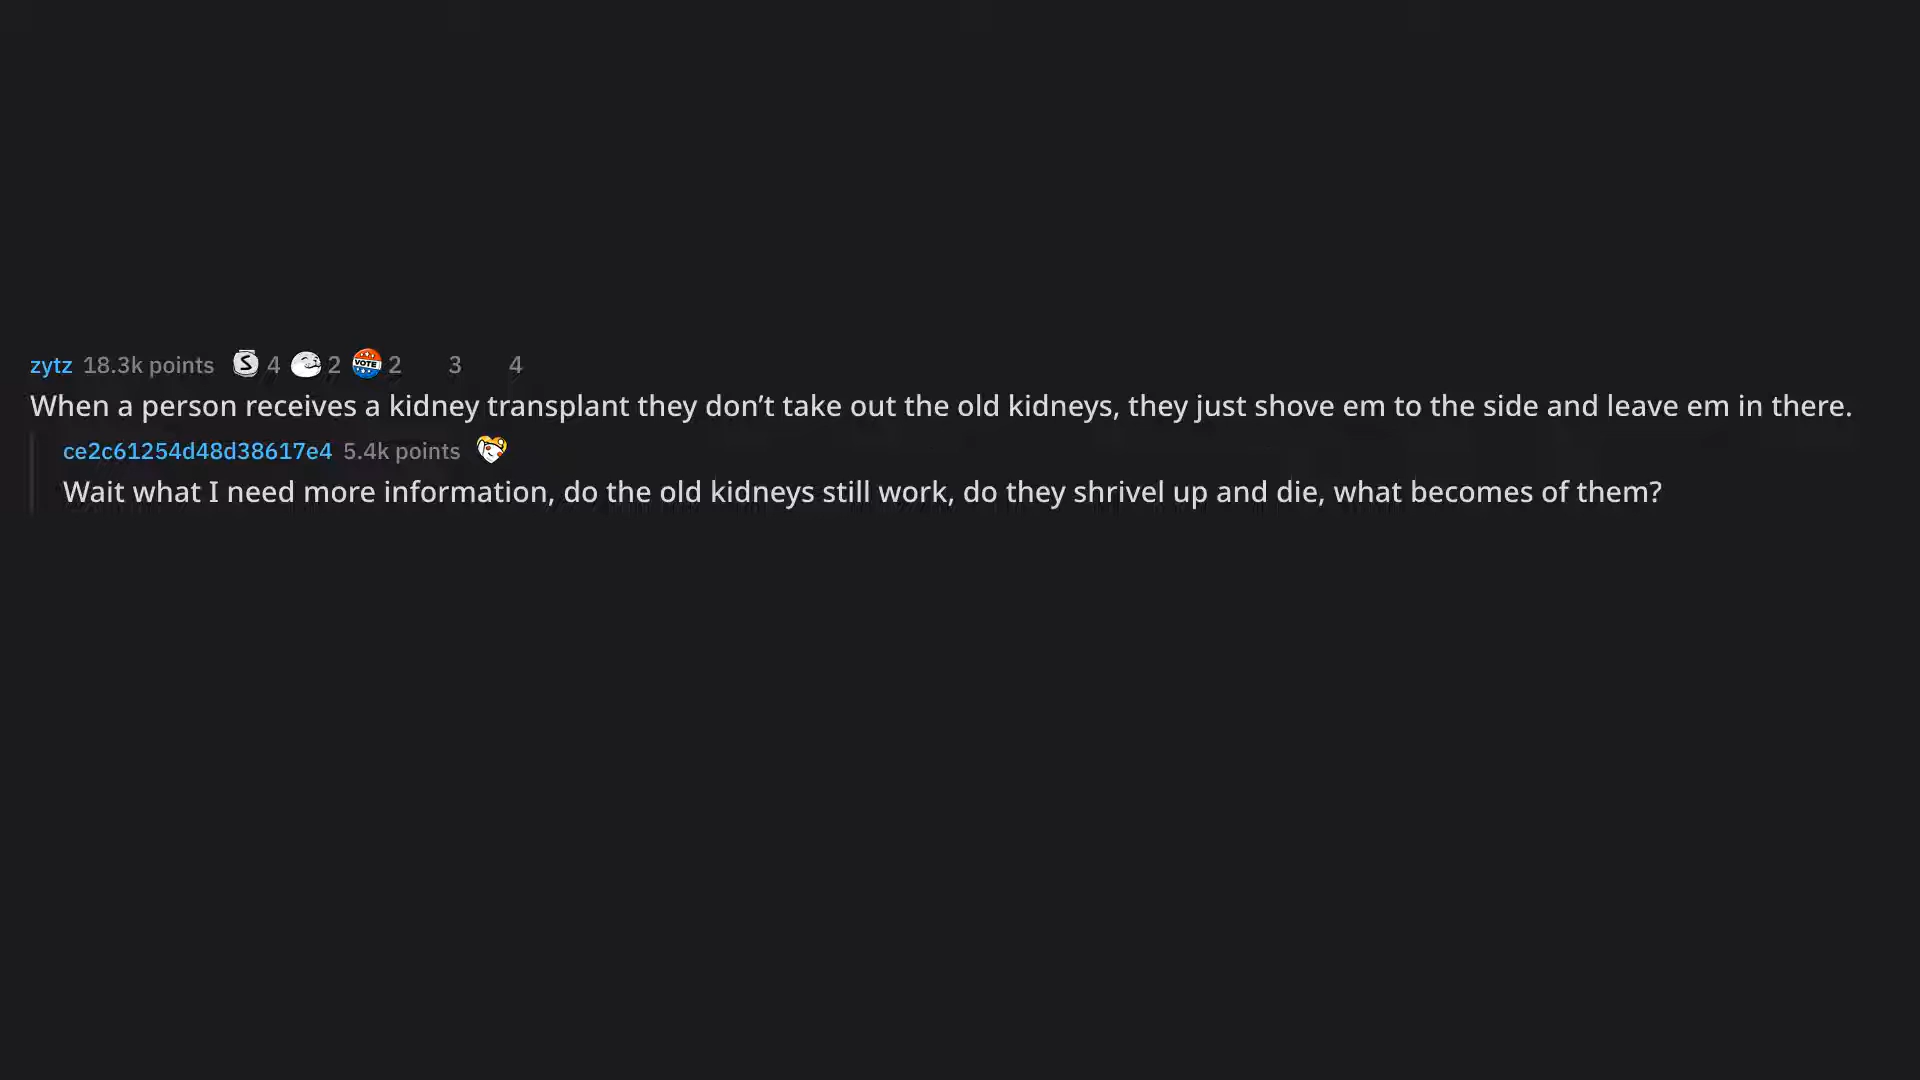 zytz 18.3k points S 4 2 VOTE 2 3 4
When a person receives a kidney transplant they don’t take out the old kidneys, they just shove em to the side and leave em in there.
ce2c61254d48d38617e4 5.4k points
Wait what I need more information, do the old kidneys still work, do they shrivel up and die, what becomes of them?